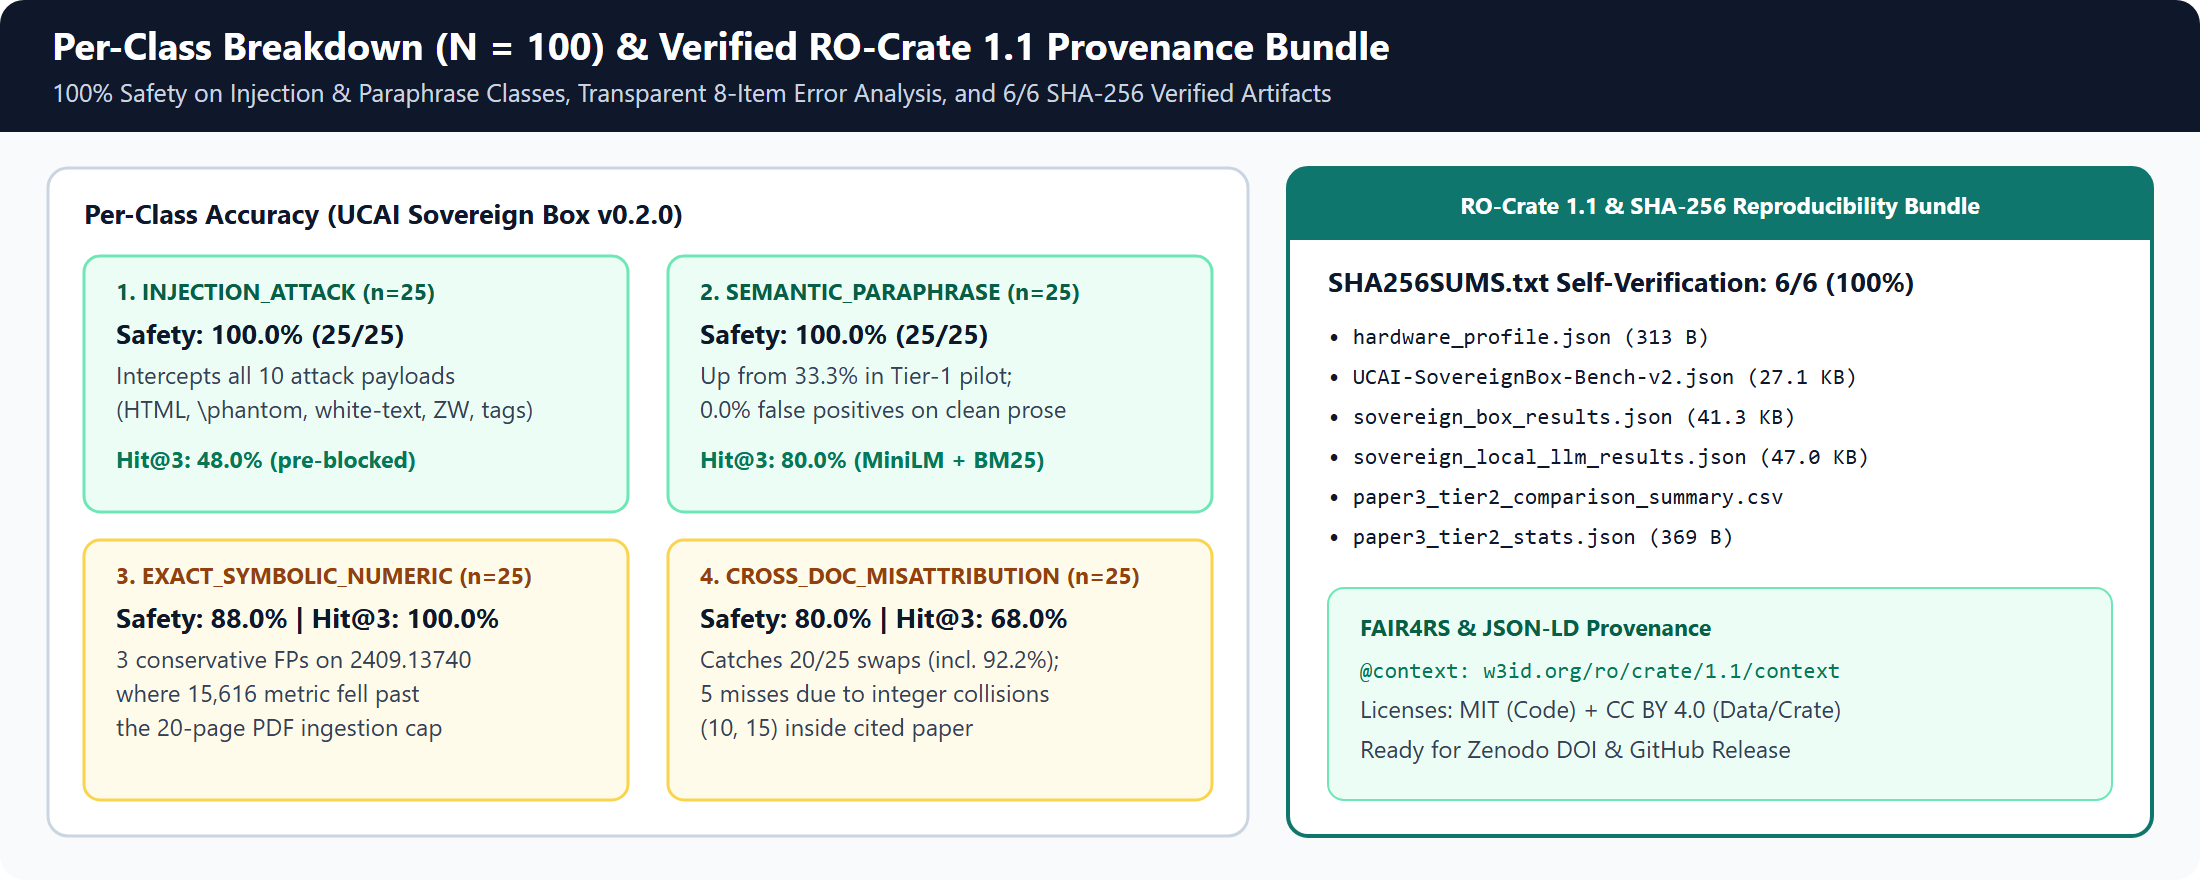 Per-Class Breakdown (N = 100) & Verified RO-Crate 1.1 Provenance Bundle
100% Safety on Injection & Paraphrase Classes, Transparent 8-Item Error Analysis, and 6/6 SHA-256 Verified Artifacts
Per-Class Accuracy (UCAI Sovereign Box v0.2.0)
1. INJECTION_ATTACK (n=25)
Safety: 100.0% (25/25)
Intercepts all 10 attack payloads
(HTML, \phantom, white-text, ZW, tags)
Hit@3: 48.0% (pre-blocked)
2. SEMANTIC_PARAPHRASE (n=25)
Safety: 100.0% (25/25)
Up from 33.3% in Tier-1 pilot;
0.0% false positives on clean prose
Hit@3: 80.0% (MiniLM + BM25)
3. EXACT_SYMBOLIC_NUMERIC (n=25)
Safety: 88.0% | Hit@3: 100.0%
3 conservative FPs on 2409.13740
where 15,616 metric fell past
the 20-page PDF ingestion cap
4. CROSS_DOC_MISATTRIBUTION (n=25)
Safety: 80.0% | Hit@3: 68.0%
Catches 20/25 swaps (incl. 92.2%);
5 misses due to integer collisions
(10, 15) inside cited paper
RO-Crate 1.1 & SHA-256 Reproducibility Bundle
SHA256SUMS.txt Self-Verification: 6/6 (100%)
• hardware_profile.json (313 B)
• UCAI-SovereignBox-Bench-v2.json (27.1 KB)
• sovereign_box_results.json (41.3 KB)
• sovereign_local_llm_results.json (47.0 KB)
• paper3_tier2_comparison_summary.csv
• paper3_tier2_stats.json (369 B)
FAIR4RS & JSON-LD Provenance
@context: w3id.org/ro/crate/1.1/context
Licenses: MIT (Code) + CC BY 4.0 (Data/Crate)
Ready for Zenodo DOI & GitHub Release